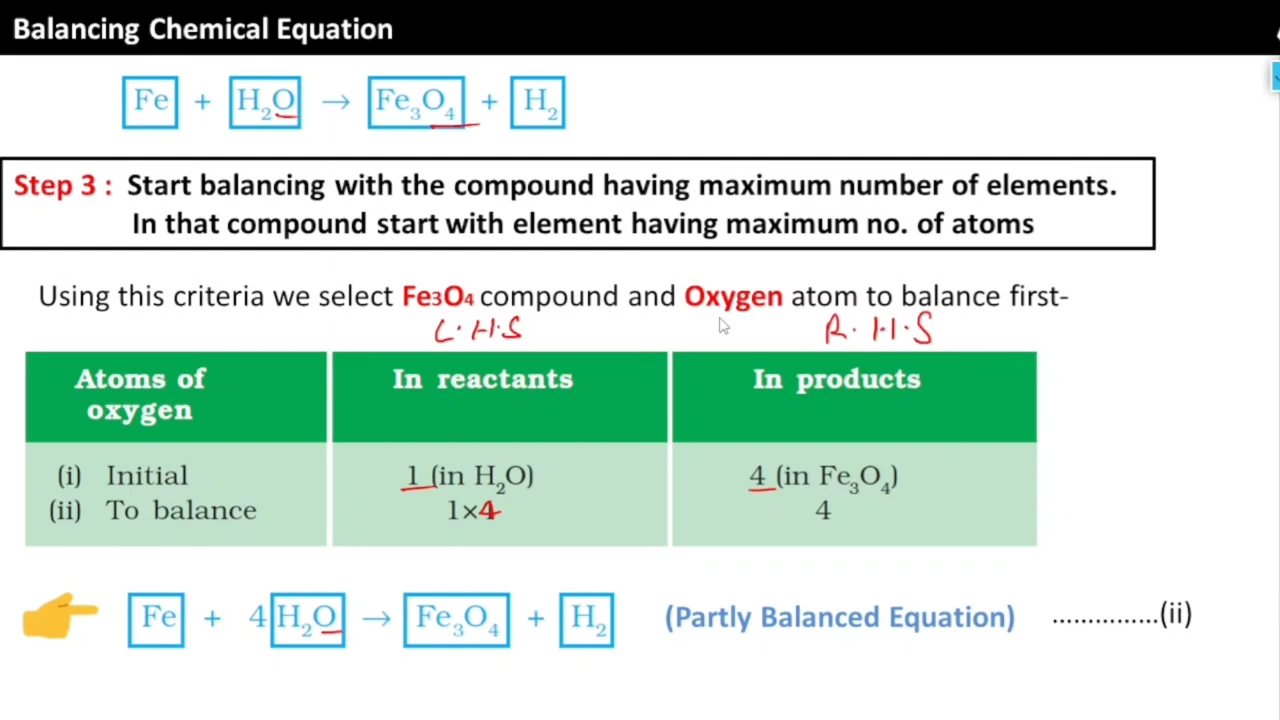 Balancing Chemical Equation
Fe + H₂O → Fe₃O₄ + H₂
Step 3 : Start balancing with the compound having maximum number of elements.
In that compound start with element having maximum no. of atoms
Using this criteria we select Fe₃O₄ compound and Oxygen atom to balance first-
L.H.S R.H.S
Atoms of oxygen In reactants In products
(i) Initial 1 (in H₂O) 4 (in Fe₃O₄)
(ii) To balance 1×4 4
Fe + 4 H₂O → Fe₃O₄ + H₂ (Partly Balanced Equation) ...............(ii)